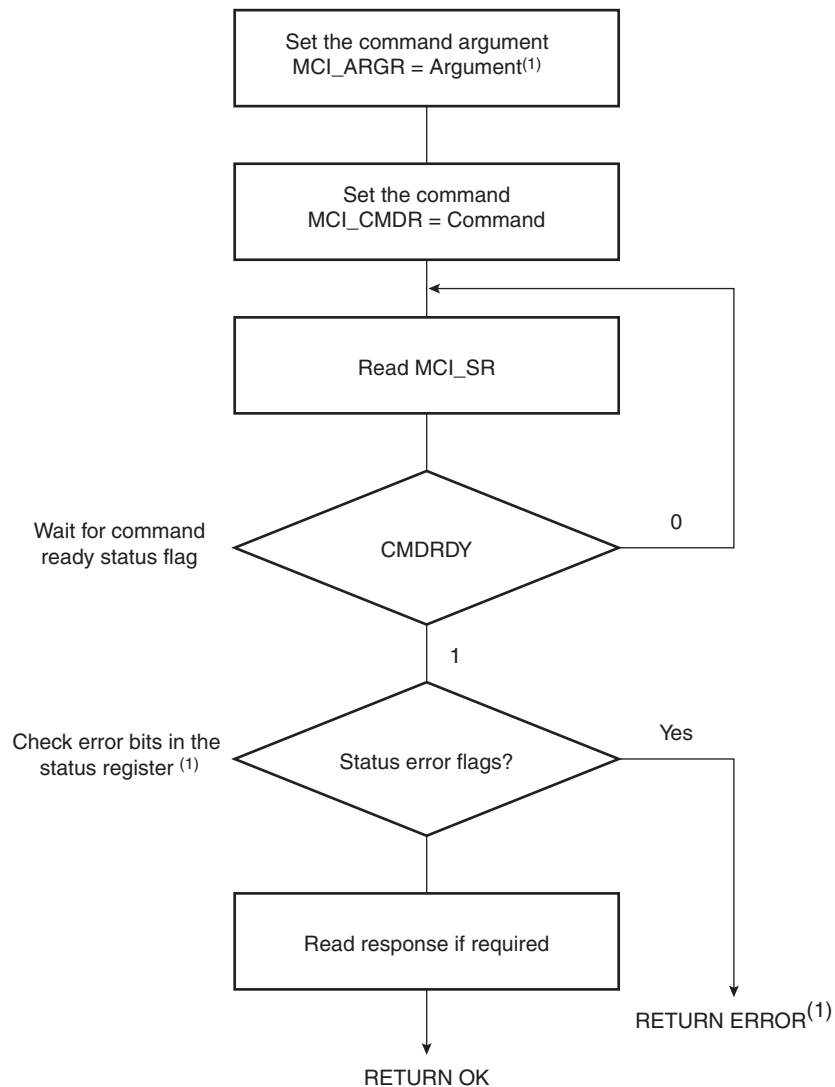 Set the command argument
MCI_ARGR = Argument(1)
Set the command
MCI_CMDR = Command
Read MCI_SR
Wait for command
ready status flag
CMDRDY
0
1
Check error bits in the
status register (1)
Status error flags?
Yes
Read response if required
RETURN ERROR(1)
RETURN OK